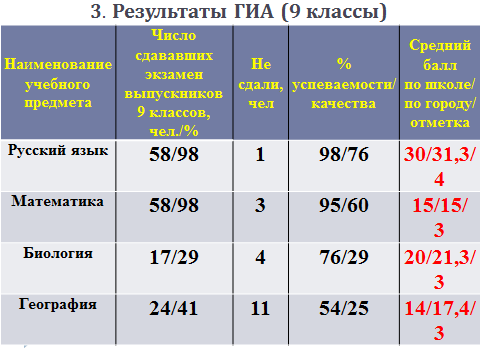 3. Результаты ГИА (9 классы)
Наименование
учебного
предмета
Число
сдававших
экзамен
выпускников
9 классов,
чел./%
Не
сдали,
чел
%
успеваемости/
качества
Средний
балл
по школе/
по городу/
отметка
Русский язык 58/98 1 98/76 30/31,3/
4
Математика 58/98 3 95/60 15/15/
3
Биология 17/29 4 76/29 20/21,3/
3
География 24/41 11 54/25 14/17,4/
3